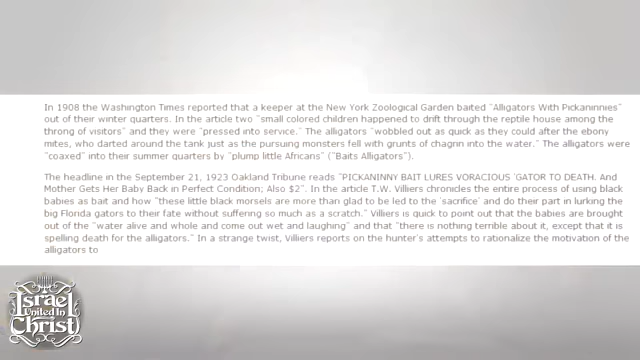 In 1908 the Washington Times reported that a keeper at the New York Zoological Garden baited "Alligators With Pickaninnies"
out of their winter quarters. In the article two "small colored children happened to drift through the reptile house among the
throng of visitors" and they were "pressed into service." The alligators "wobbled out as quick as they could after the ebony
mites, who darted around the tank just as the pursuing monsters fell with grunts of chagrin into the water." The alligators were
"coaxed" into their summer quarters by "plump little Africans" ("Baits Alligators").
The headline in the September 21, 1923 Oakland Tribune reads "PICKANINNY BAIT LURES VORACIOUS 'GATOR TO DEATH. And
Mother Gets Her Baby Back in Perfect Condition; Also $2". In the article T.W. Villiers chronicles the entire process of using black
babies as bait and how "these little black morsels are more than glad to be led to the 'sacrifice' and do their part in lurking the
big Florida gators to their fate without suffering so much as a scratch." Villiers is quick to point out that the babies are brought
out of the "water alive and whole and come out wet and laughing" and that "there is nothing terrible about it, except that it is
spelling death for the alligators." In a strange twist, Villiers reports on the hunter's attempts to rationalize the motivation of the
alligators to
Israel
United In
Christ